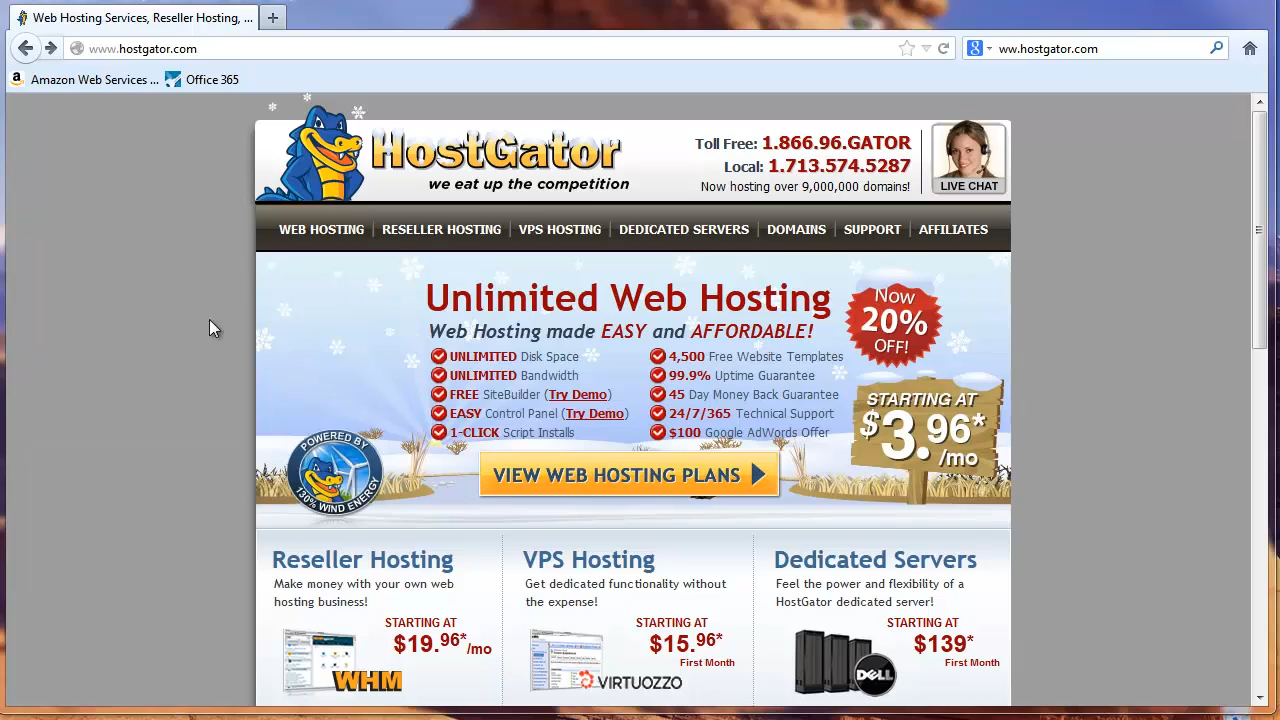 Web Hosting Services, Reseller Hosting, ...
www.hostgator.com
ww.hostgator.com
Amazon Web Services ... Office 365
HostGator
we eat up the competition
Toll Free: 1.866.96.GATOR
Local: 1.713.574.5287
Now hosting over 9,000,000 domains!
LIVE CHAT
WEB HOSTING RESELLER HOSTING VPS HOSTING DEDICATED SERVERS DOMAINS SUPPORT AFFILIATES
Unlimited Web Hosting
Web Hosting made EASY and AFFORDABLE!
UNLIMITED Disk Space
UNLIMITED Bandwidth
FREE SiteBuilder (Try Demo)
EASY Control Panel (Try Demo)
1-CLICK Script Installs
4,500 Free Website Templates
99.9% Uptime Guarantee
45 Day Money Back Guarantee
24/7/365 Technical Support
$100 Google AdWords Offer
Now
20%
OFF!
STARTING AT
$3.96*
/mo
POWERED BY
130% WIND ENERGY
VIEW WEB HOSTING PLANS
Reseller Hosting
Make money with your own web
hosting business!
STARTING AT
$19.96*/mo
WHM
VPS Hosting
Get dedicated functionality without
the expense!
STARTING AT
$15.96*
First Month
VIRTUOZZO
Dedicated Servers
Feel the power and flexibility of a
HostGator dedicated server!
STARTING AT
$139*
First Month
DELL